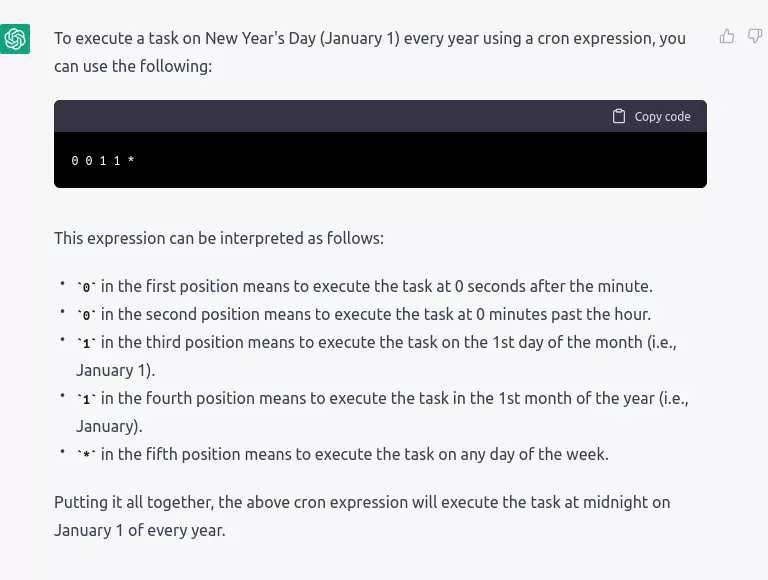 To execute a task on New Year's Day (January 1) every year using a cron expression, you
can use the following:
Copy code
0 0 1 1 *
This expression can be interpreted as follows:
• `0` in the first position means to execute the task at 0 seconds after the minute.
• `0` in the second position means to execute the task at 0 minutes past the hour.
• `1` in the third position means to execute the task on the 1st day of the month (i.e.,
January 1).
• `1` in the fourth position means to execute the task in the 1st month of the year (i.e.,
January).
• `*` in the fifth position means to execute the task on any day of the week.
Putting it all together, the above cron expression will execute the task at midnight on
January 1 of every year.